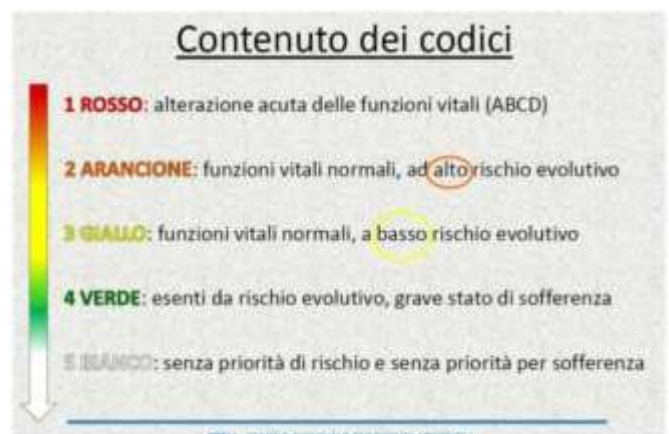 Contenuto dei codici
1 ROSSO: alterazione acuta delle funzioni vitali (ABCD)
2 ARANCIONE: funzioni vitali normali, ad alto rischio evolutivo
3 GIALLO: funzioni vitali normali, a basso rischio evolutivo
4 VERDE: esenti da rischio evolutivo, grave stato di sofferenza
5 BIANCO: senza priorità di rischio e senza priorità per sofferenza